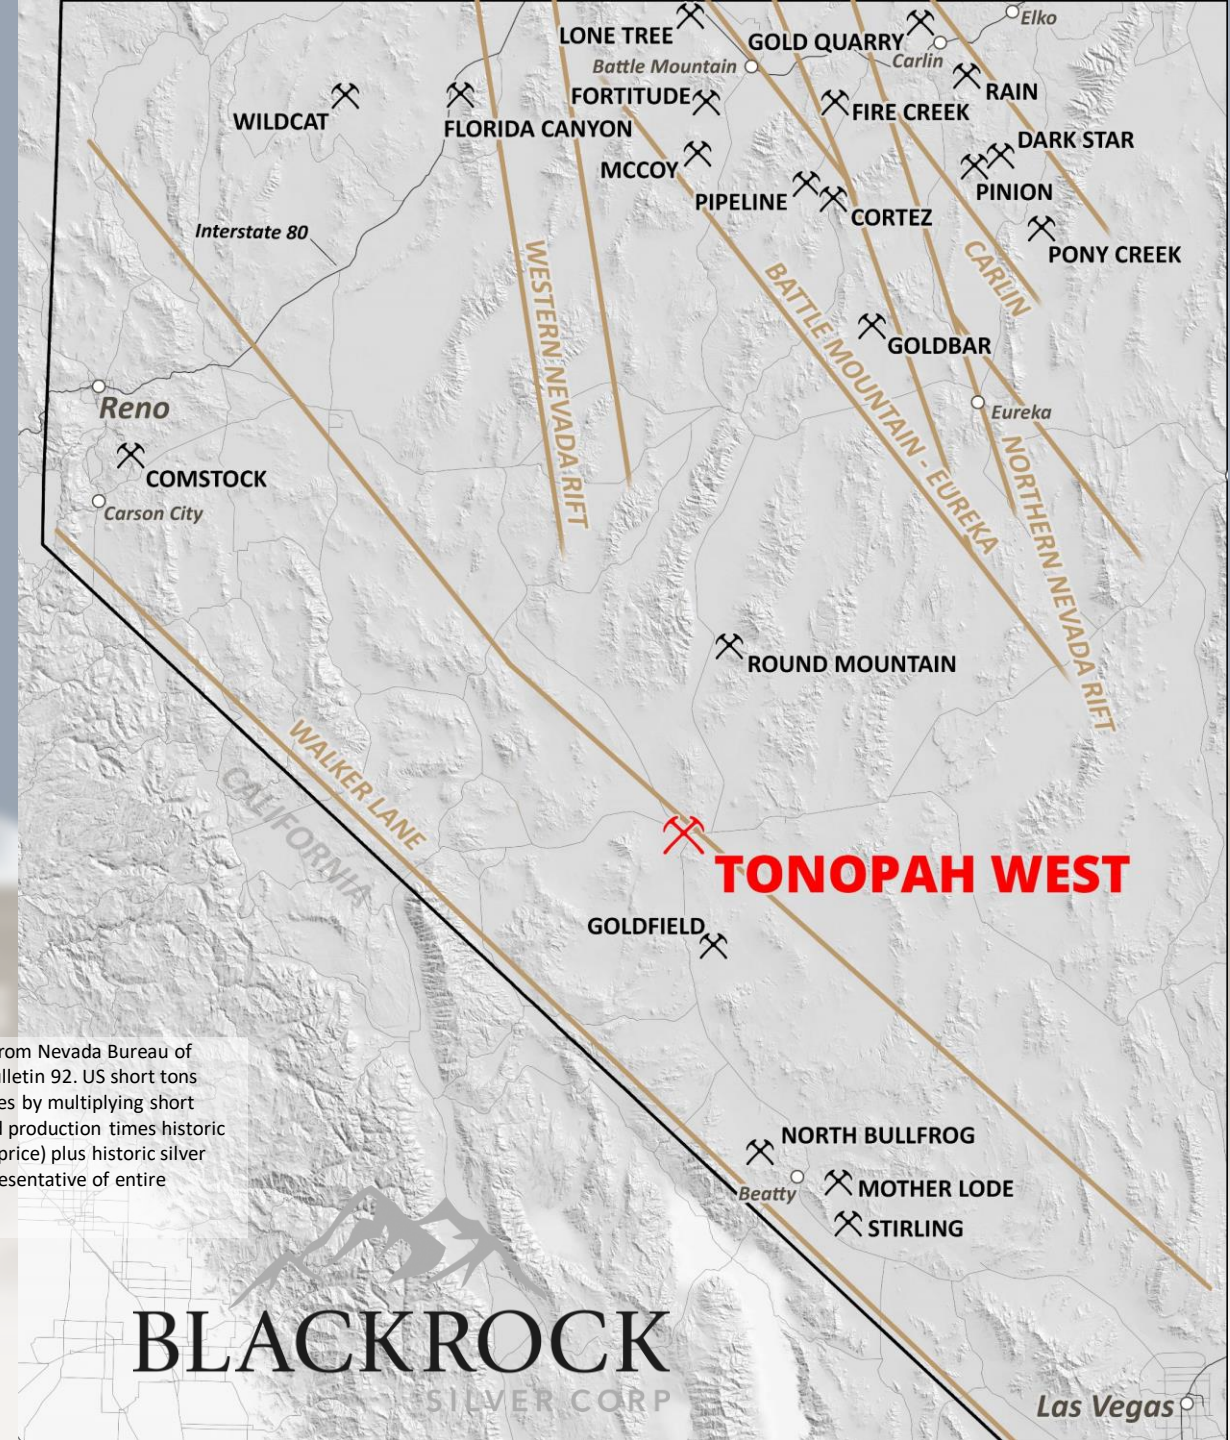 Elko
LONE TREE
GOLD QUARRY
Carlin
Battle Mountain
RAIN
FORTITUDE
FIRE CREEK
WILDCAT
FLORIDA CANYON
DARK STAR
MCCOY
PINION
PIPELINE
CORTEZ
Interstate 80
PONY CREEK
CARLIN
WESTERN NEVADA RIFT
BATTLE MOUNTAIN - EUREKA
GOLDBAR
Reno
Eureka
COMSTOCK
Carson City
NORTHERN NEVADA RIFT
ROUND MOUNTAIN
WALKER LANE
CALIFORNIA
TONOPAH WEST
GOLDFIELD
rom Nevada Bureau of
lletin 92. US short tons
es by multiplying short
production times historic
price) plus historic silver
esentative of entire
NORTH BULLFROG
Beatty
MOTHER LODE
STIRLING
BLACKROCK
SILVER CORP
Las Vegas